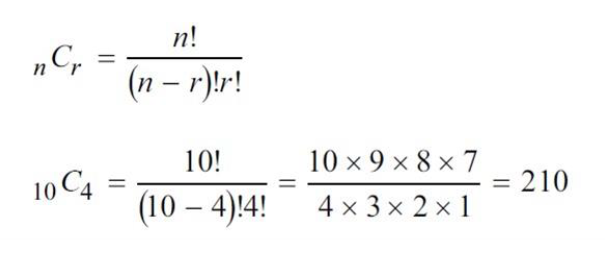 nCr = n! / (n − r)!r!
10C4 = 10! / (10 − 4)!4! = 10 × 9 × 8 × 7 / 4 × 3 × 2 × 1 = 210